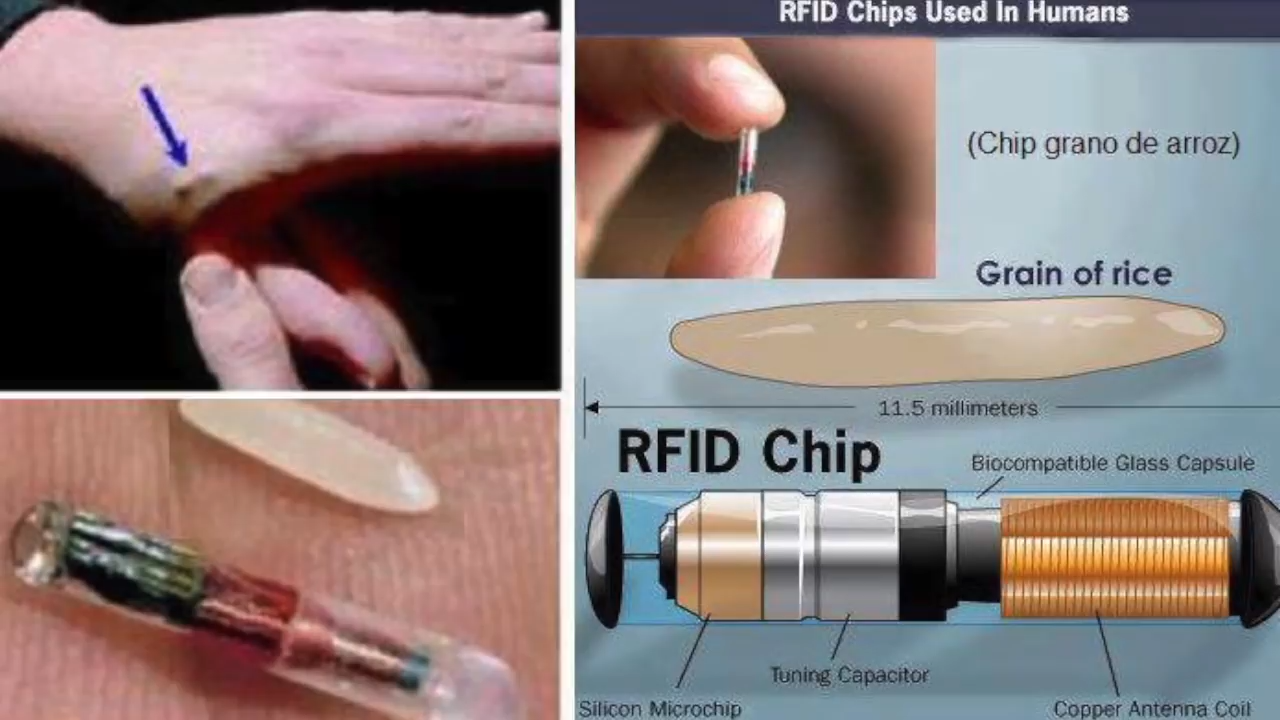 RFID Chips Used In Humans
(Chip grano de arroz)
Grain of rice
11.5 millimeters
RFID Chip
Biocompatible Glass Capsule
Tuning Capacitor
Silicon Microchip
Copper Antenna Coil